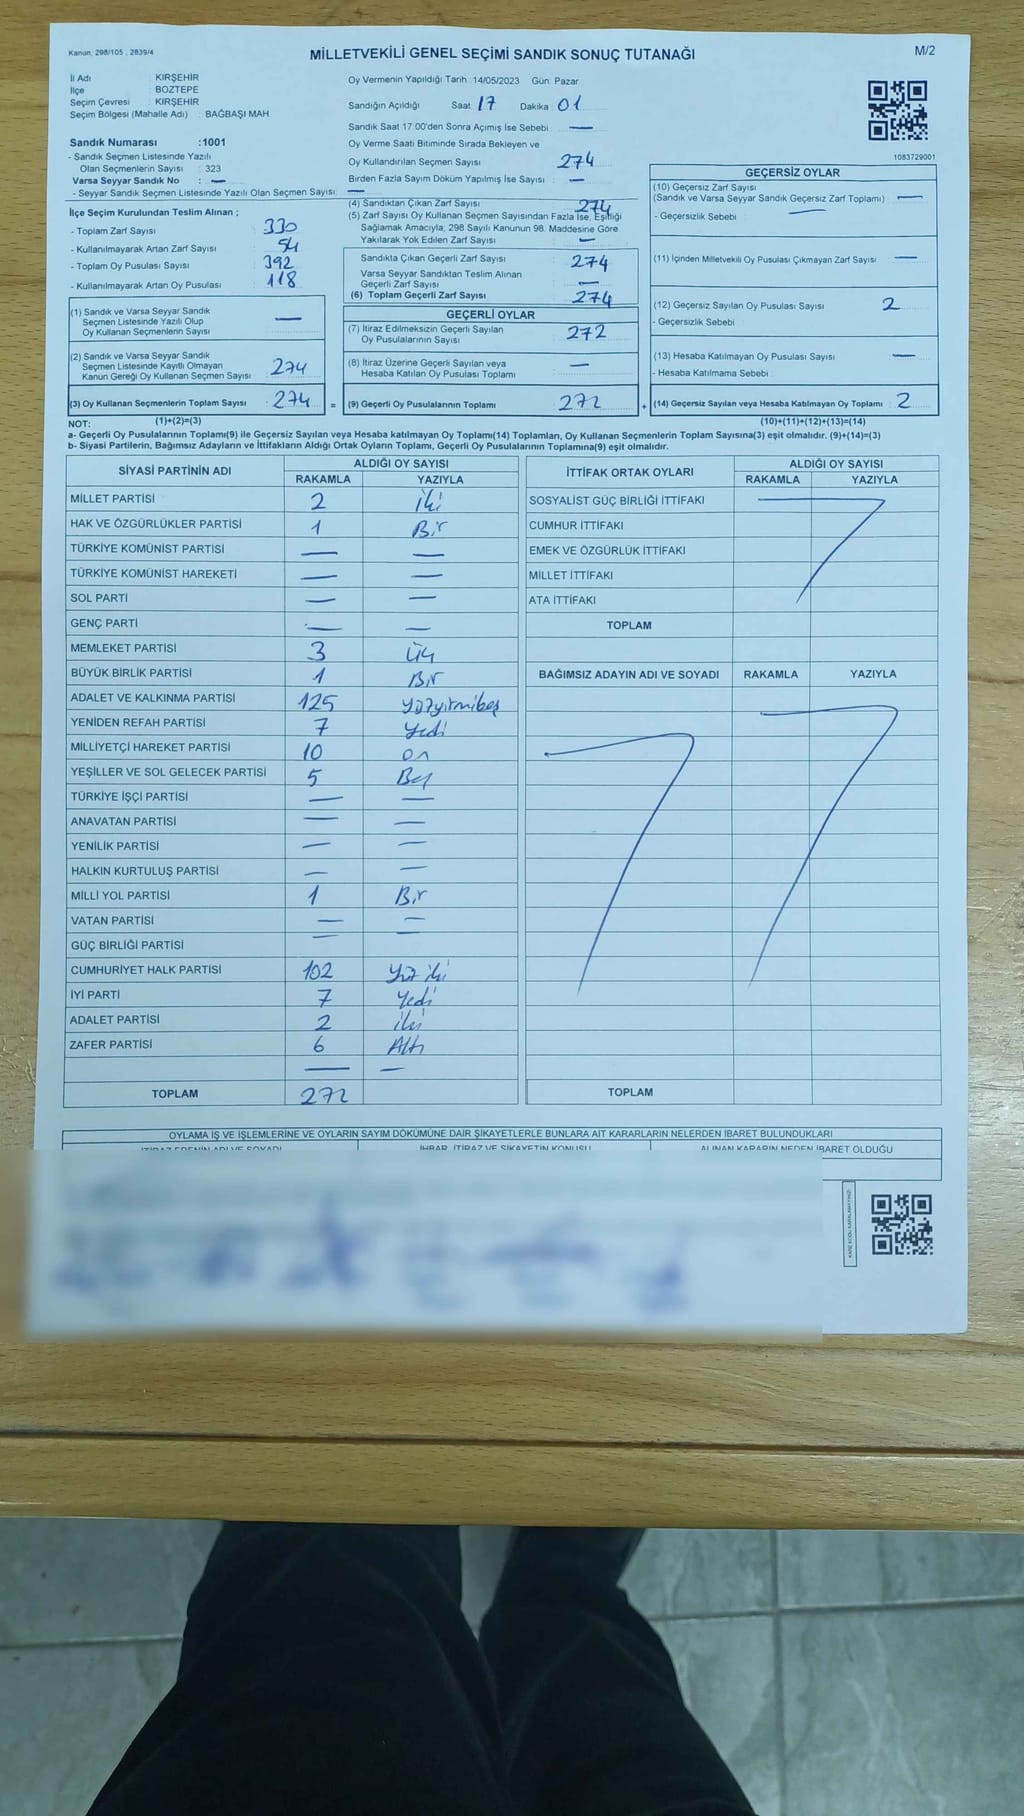 Kanun, 298/105 , 2839/4
MİLLETVEKİLİ GENEL SEÇİMİ SANDIK SONUÇ TUTANAĞI
M/2
İl Adı : KIRŞEHİR
İlçe : BOZTEPE
Seçim Çevresi : KIRŞEHİR
Seçim Bölgesi (Mahalle Adı) : BAĞBAŞI MAH.
Sandık Numarası :1001
- Sandık Seçmen Listesinde Yazılı
Olan Seçmenlerin Sayısı : 323
Varsa Seyyar Sandık No : —
- Seyyar Sandık Seçmen Listesinde Yazılı Olan Seçmen Sayısı: —
Oy Vermenin Yapıldığı Tarih :14/05/2023 Gün: Pazar
Sandığın Açıldığı Saat: 17 Dakika : 01
Sandık Saat 17:00'den Sonra Açımış İse Sebebi : —
Oy Verme Saati Bitiminde Sırada Bekleyen ve
Oy Kullandırılan Seçmen Sayısı : 274
Birden Fazla Sayım Döküm Yapılmış İse Sayısı : —
1083729001
İlçe Seçim Kurulundan Teslim Alınan ;
- Toplam Zarf Sayısı : 330
- Kullanılmayarak Artan Zarf Sayısı : 54
- Toplam Oy Pusulası Sayısı : 392
- Kullanılmayarak Artan Oy Pusulası : 118
(1) Sandık ve Varsa Seyyar Sandık
Seçmen Listesinde Yazılı Olup
Oy Kullanan Seçmenlerin Sayısı : —
(2) Sandık ve Varsa Seyyar Sandık
Seçmen Listesinde Kayıtlı Olmayan
Kanun Gereği Oy Kullanan Seçmen Sayısı : 274
(3) Oy Kullanan Seçmenlerin Toplam Sayısı : 274 =
(4) Sandıktan Çıkan Zarf Sayısı : 274
(5) Zarf Sayısı Oy Kullanan Seçmen Sayısından Fazla İse, Eşitliği
Sağlamak Amacıyla; 298 Sayılı Kanunun 98. Maddesine Göre
Yakılarak Yok Edilen Zarf Sayısı : —
Sandıkta Çıkan Geçerli Zarf Sayısı : 274
Varsa Seyyar Sandıktan Teslim Alınan
Geçerli Zarf Sayısı : —
(6) Toplam Geçerli Zarf Sayısı : 274
GEÇERLİ OYLAR
(7) İtiraz Edilmeksizin Geçerli Sayılan
Oy Pusulalarının Sayısı : 272
(8) İtiraz Üzerine Geçerli Sayılan veya
Hesaba Katılan Oy Pusulası Toplamı : —
(9) Geçerli Oy Pusulalarının Toplamı : 272 +
GEÇERSİZ OYLAR
(10) Geçersiz Zarf Sayısı
(Sandık ve Varsa Seyyar Sandık Geçersiz Zarf Toplamı) : —
- Geçersizlik Sebebi : —
(11) İçinden Milletvekili Oy Pusulası Çıkmayan Zarf Sayısı : —
(12) Geçersiz Sayılan Oy Pusulası Sayısı : 2
- Geçersizlik Sebebi :
(13) Hesaba Katılmayan Oy Pusulası Sayısı : —
- Hesaba Katılmama Sebebi :
(14) Geçersiz Sayılan veya Hesaba Katılmayan Oy Toplamı : 2
NOT: (1)+(2)=(3) (10)+(11)+(12)+(13)=(14)
a- Geçerli Oy Pusulalarının Toplamı(9) ile Geçersiz Sayılan veya Hesaba katılmayan Oy Toplamı(14) Toplamları, Oy Kullanan Seçmenlerin Toplam Sayısına(3) eşit olmalıdır. (9)+(14)=(3)
b- Siyasi Partilerin, Bağımsız Adayların ve İttifakların Aldığı Ortak Oyların Toplamı, Geçerli Oy Pusulalarının Toplamına(9) eşit olmalıdır.
SİYASİ PARTİNİN ADI ALDIĞI OY SAYISI
RAKAMLA YAZIYLA
MİLLET PARTİSİ 2 İki
HAK VE ÖZGÜRLÜKLER PARTİSİ 1 Bir
TÜRKİYE KOMÜNİST PARTİSİ — —
TÜRKİYE KOMÜNİST HAREKETİ — —
SOL PARTİ — —
GENÇ PARTİ — —
MEMLEKET PARTİSİ 3 Üç
BÜYÜK BİRLİK PARTİSİ 1 Bir
ADALET VE KALKINMA PARTİSİ 125 Yüzyirmibeş
YENİDEN REFAH PARTİSİ 7 Yedi
MİLLİYETÇİ HAREKET PARTİSİ 10 on
YEŞİLLER VE SOL GELECEK PARTİSİ 5 Beş
TÜRKİYE İŞÇİ PARTİSİ — —
ANAVATAN PARTİSİ — —
YENİLİK PARTİSİ — —
HALKIN KURTULUŞ PARTİSİ — —
MİLLİ YOL PARTİSİ 1 Bir
VATAN PARTİSİ — —
GÜÇ BİRLİĞİ PARTİSİ — —
CUMHURİYET HALK PARTİSİ 102 Yüz iki
İYİ PARTİ 7 Yedi
ADALET PARTİSİ 2 iki
ZAFER PARTİSİ 6 Altı
— —
TOPLAM 272
İTTİFAK ORTAK OYLARI ALDIĞI OY SAYISI
RAKAMLA YAZIYLA
SOSYALIST GÜÇ BİRLİĞİ İTTİFAKI
CUMHUR İTTİFAKI
EMEK VE ÖZGÜRLÜK İTTİFAKI
MİLLET İTTİFAKI
ATA İTTİFAKI
TOPLAM
BAĞIMSIZ ADAYIN ADI VE SOYADI RAKAMLA YAZIYLA
TOPLAM
OYLAMA İŞ VE İŞLEMLERİNE VE OYLARIN SAYIM DÖKÜMÜNE DAİR ŞİKAYETLERLE BUNLARA AİT KARARLARIN NELERDEN İBARET BULUNDUKLARI
İTİRAZ EDENİN ADI VE SOYADI İHBAR, İTİRAZ VE ŞİKAYETİN KONUSU ALINAN KARARIN NEDEN İBARET OLDUĞU